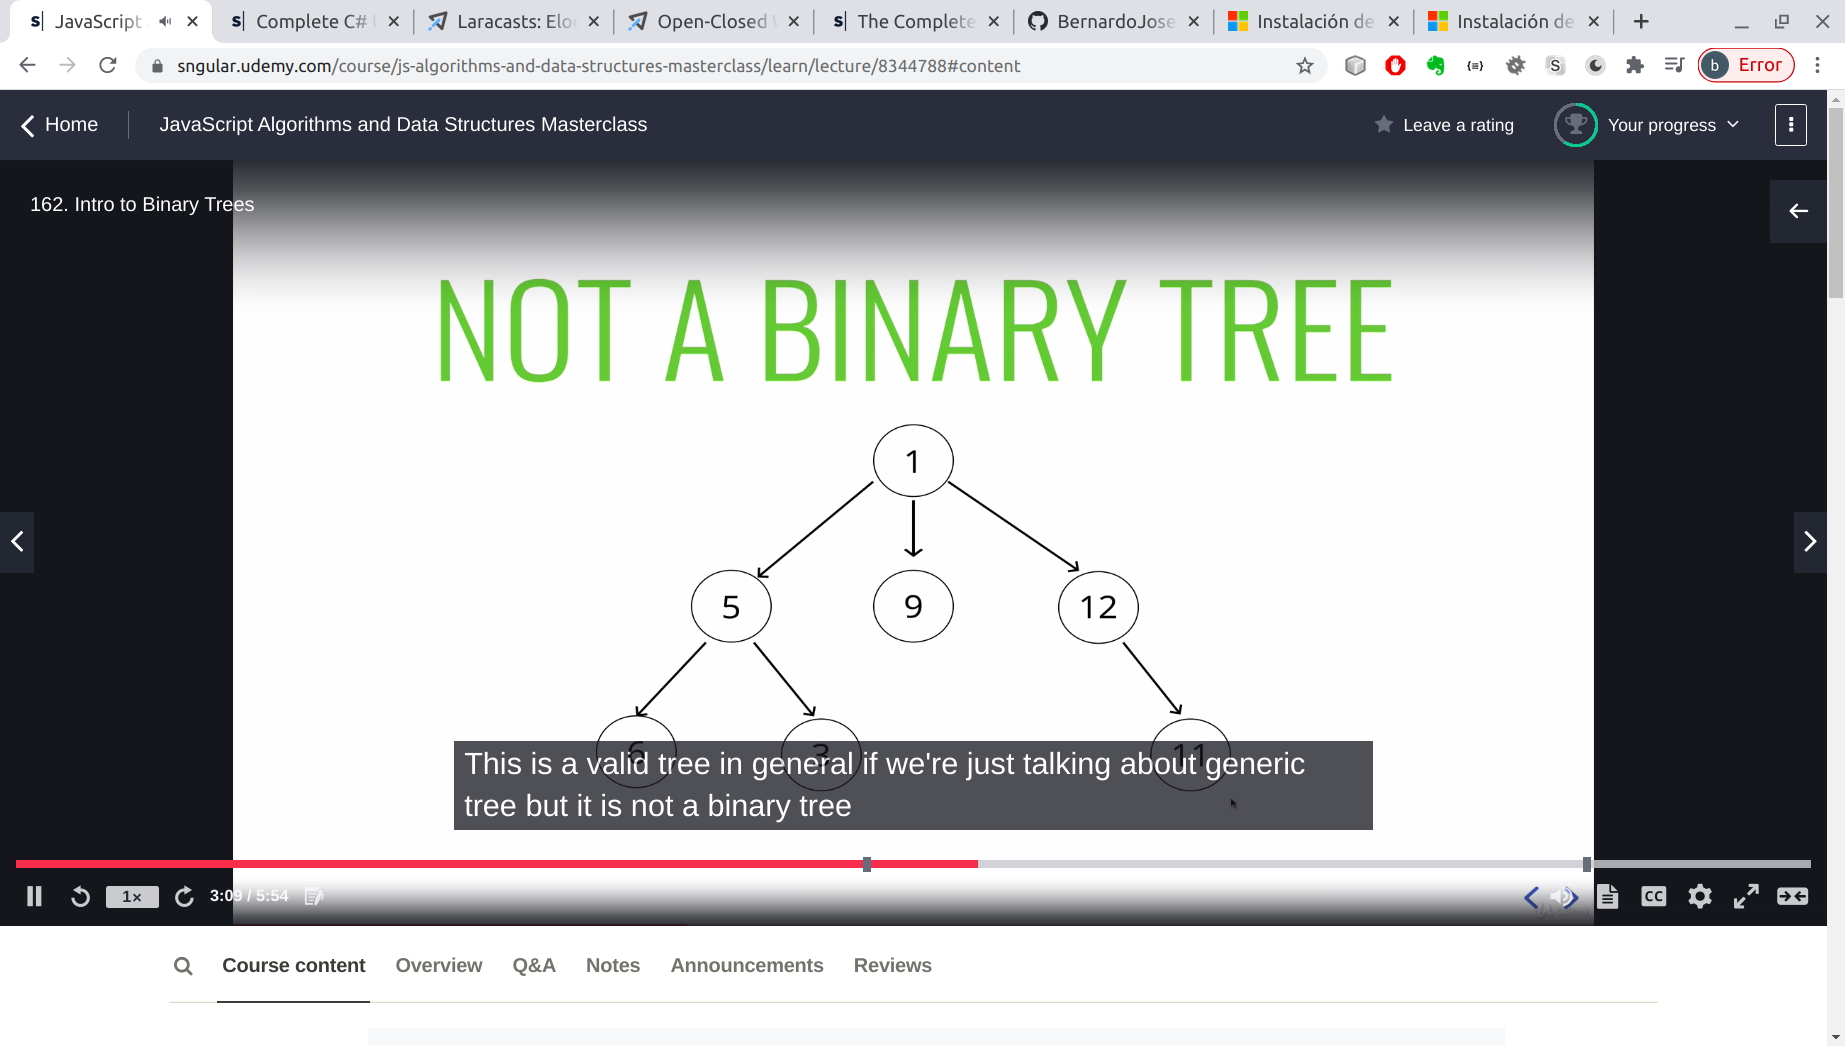 JavaScript
Complete C#
Laracasts: Elo
Open-Closed
The Complete
BernardoJose
Instalación de
Instalación de
sngular.udemy.com/course/js-algorithms-and-data-structures-masterclass/learn/lecture/8344788#content
b Error
Home
JavaScript Algorithms and Data Structures Masterclass
Leave a rating
Your progress
162. Intro to Binary Trees
NOT A BINARY TREE
1
5
9
12
6
3
11
This is a valid tree in general if we're just talking about generic
tree but it is not a binary tree
1×
3:09 / 5:54
CC
Course content
Overview
Q&A
Notes
Announcements
Reviews